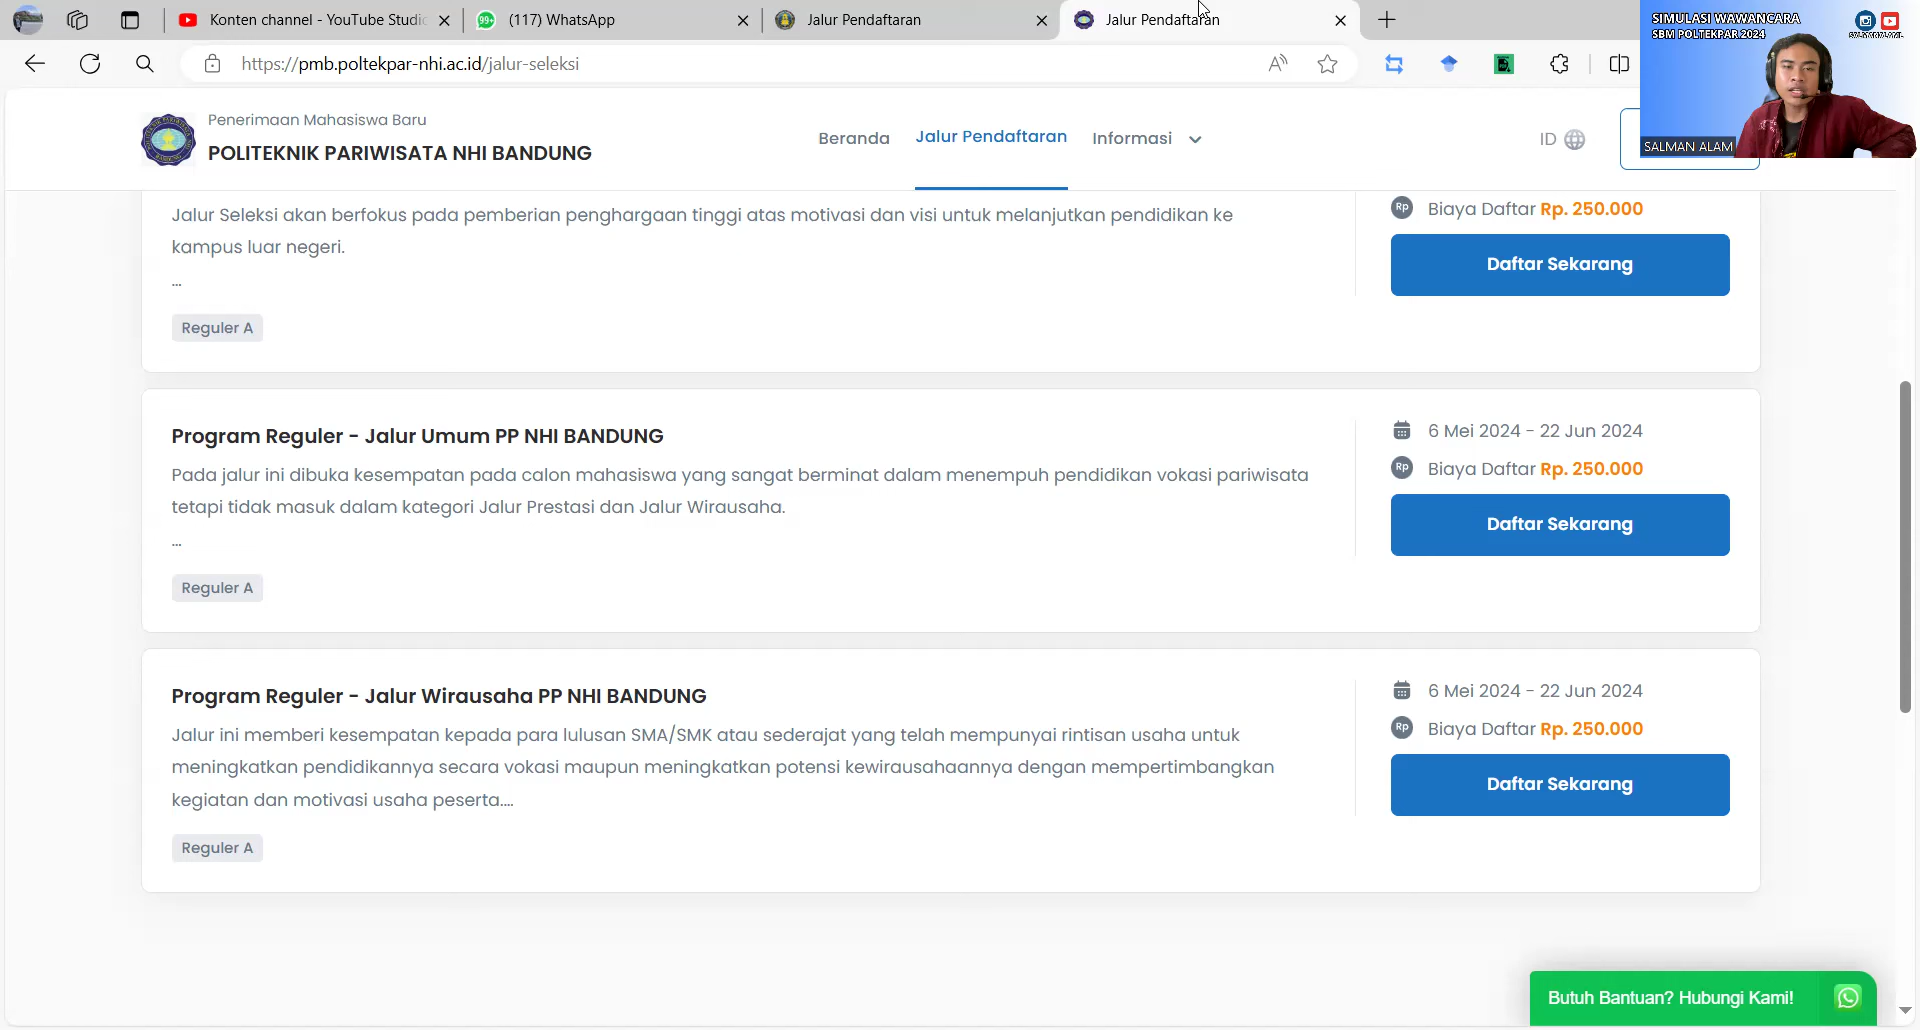 Konten channel - YouTube Studio
99+
(117) WhatsApp
Jalur Pendaftaran
Jalur Pendaftaran
SIMULASI WAWANCARA
SBM POLTEKPAR 2024
SALMAN ALAM
https://pmb.poltekpar-nhi.ac.id/jalur-seleksi
Penerimaan Mahasiswa Baru
POLITEKNIK PARIWISATA NHI BANDUNG
Beranda
Jalur Pendaftaran
Informasi
ID
Jalur Seleksi akan berfokus pada pemberian penghargaan tinggi atas motivasi dan visi untuk melanjutkan pendidikan ke
kampus luar negeri.
...
Reguler A
Rp
Biaya Daftar Rp. 250.000
Daftar Sekarang
Program Reguler - Jalur Umum PP NHI BANDUNG
Pada jalur ini dibuka kesempatan pada calon mahasiswa yang sangat berminat dalam menempuh pendidikan vokasi pariwisata
tetapi tidak masuk dalam kategori Jalur Prestasi dan Jalur Wirausaha.
...
Reguler A
6 Mei 2024 - 22 Jun 2024
Rp
Biaya Daftar Rp. 250.000
Daftar Sekarang
Program Reguler - Jalur Wirausaha PP NHI BANDUNG
Jalur ini memberi kesempatan kepada para lulusan SMA/SMK atau sederajat yang telah mempunyai rintisan usaha untuk
meningkatkan pendidikannya secara vokasi maupun meningkatkan potensi kewirausahaannya dengan mempertimbangkan
kegiatan dan motivasi usaha peserta....
Reguler A
6 Mei 2024 - 22 Jun 2024
Rp
Biaya Daftar Rp. 250.000
Daftar Sekarang
Butuh Bantuan? Hubungi Kami!